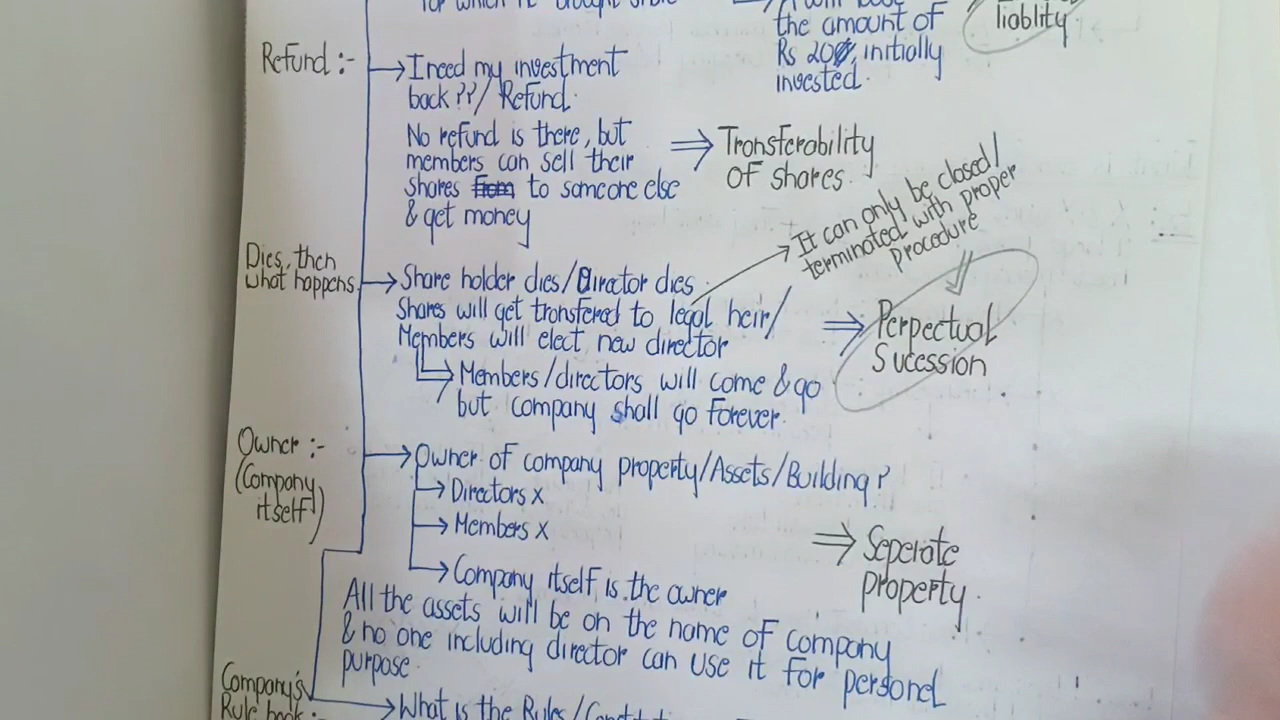 for which he brought share
the amount of
Rs 200, initially
invested.
liablity
Refund :-
I need my investment
back??/ Refund.
No refund is there, but
members can sell their
shares from to someone else
& get money
Transferability
of shares.
It can only be closed/
terminated with proper
procedure
Dies, then
what happens
Share holder dies/Director dies
Shares will get transfered to legal heir/
Members will elect new director
Members/directors will come & go
but company shall go forever.
Perpectual
Sucession
Owner :-
(Company
itself)
Owner of company property/Assets/Building?
Directors x
Members x
Company itself is the owner
Seperate
property.
All the assets will be on the name of company
& no one including director can use it for personal
purpose.
Company's
Rule book :-
What is the Rules/